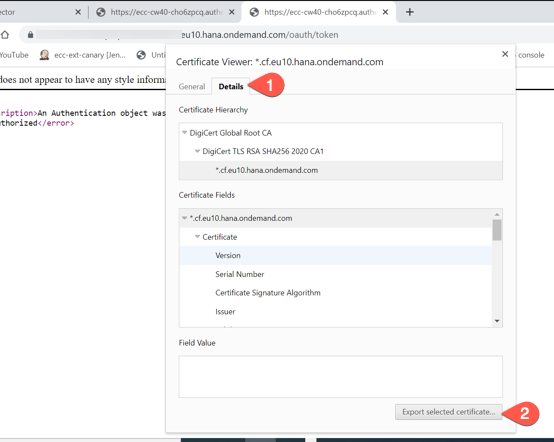 ector
https://ecc-cw40-cho6zpcq.authe
https://ecc-cw40-cho6zpcq.authe
eu10.hana.ondemand.com/oauth/token
YouTube
ecc-ext-canary [Jen...
Unti
console
does not appear to have any style informa
cription>An Authentication object was
uthorized</error>
Certificate Viewer: *.cf.eu10.hana.ondemand.com
General
Details
1
Certificate Hierarchy
DigiCert Global Root CA
DigiCert TLS RSA SHA256 2020 CA1
*.cf.eu10.hana.ondemand.com
Certificate Fields
*.cf.eu10.hana.ondemand.com
Certificate
Version
Serial Number
Certificate Signature Algorithm
Issuer
Field Value
Export selected certificate...
2